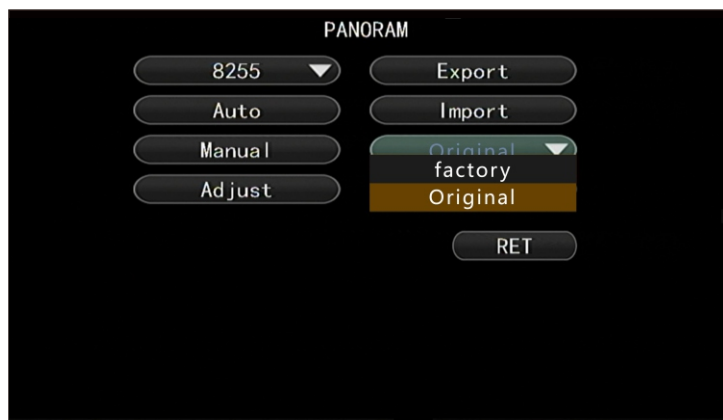 PANORAM
8255 Export
Auto Import
Manual Original
factory
Adjust Original
RET